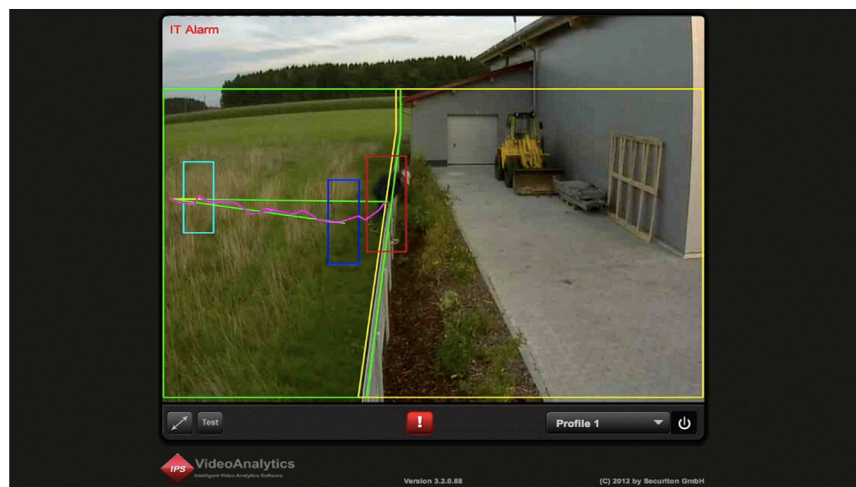 IT Alarm
Test
!
Profile 1
IPS
VideoAnalytics
Intelligent Video Analytics Software
Version 3.2.0.88
(C) 2012 by Securiton GmbH